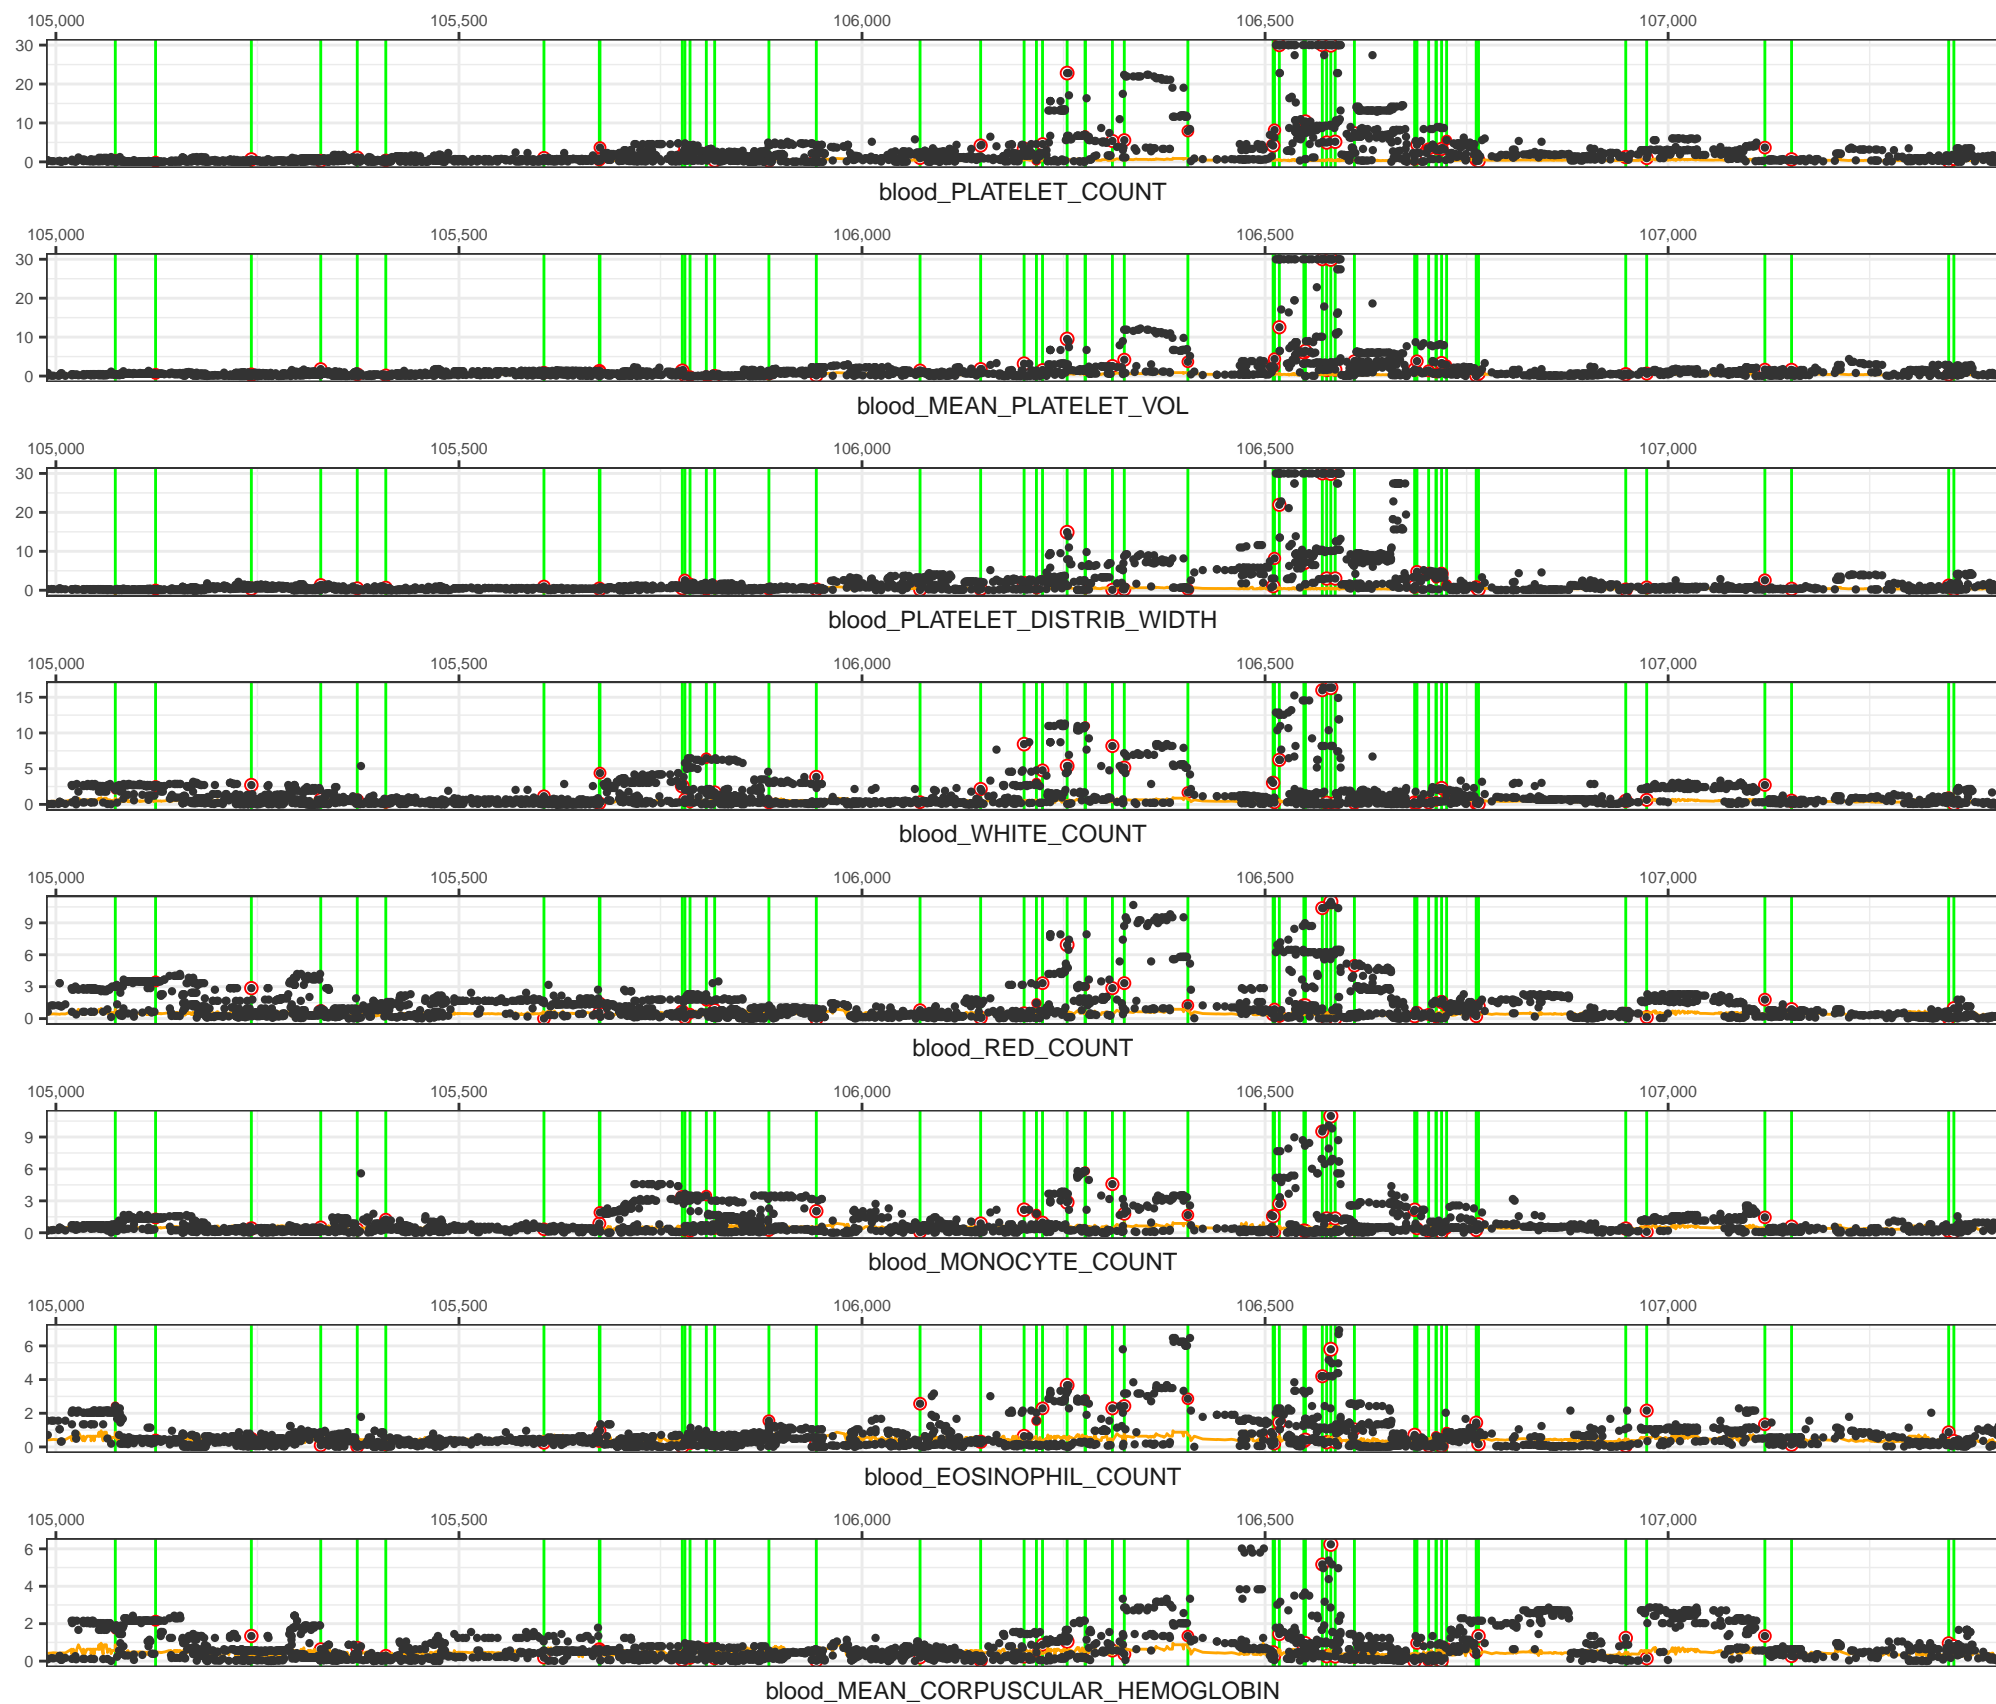 105,000 105,500 106,000 106,500 107,000
30
20
10
0
blood_PLATELET_COUNT
105,000 105,500 106,000 106,500 107,000
30
20
10
0
blood_MEAN_PLATELET_VOL
105,000 105,500 106,000 106,500 107,000
30
20
10
0
blood_PLATELET_DISTRIB_WIDTH
105,000 105,500 106,000 106,500 107,000
15
10
5
0
blood_WHITE_COUNT
105,000 105,500 106,000 106,500 107,000
9
6
3
0
blood_RED_COUNT
105,000 105,500 106,000 106,500 107,000
9
6
3
0
blood_MONOCYTE_COUNT
105,000 105,500 106,000 106,500 107,000
6
4
2
0
blood_EOSINOPHIL_COUNT
105,000 105,500 106,000 106,500 107,000
6
4
2
0
blood_MEAN_CORPUSCULAR_HEMOGLOBIN